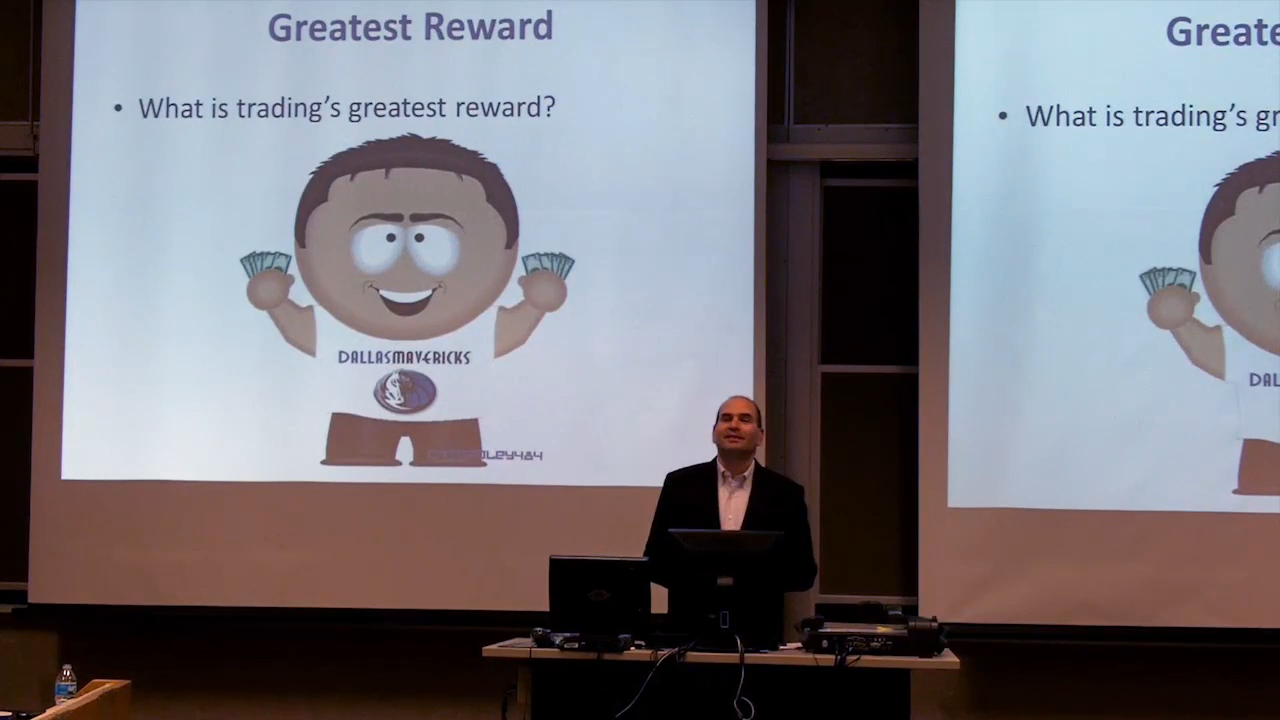 Greatest Reward
• What is trading's greatest reward?
DALLASMAVERICKS
Greate
• What is trading's gr
DAL